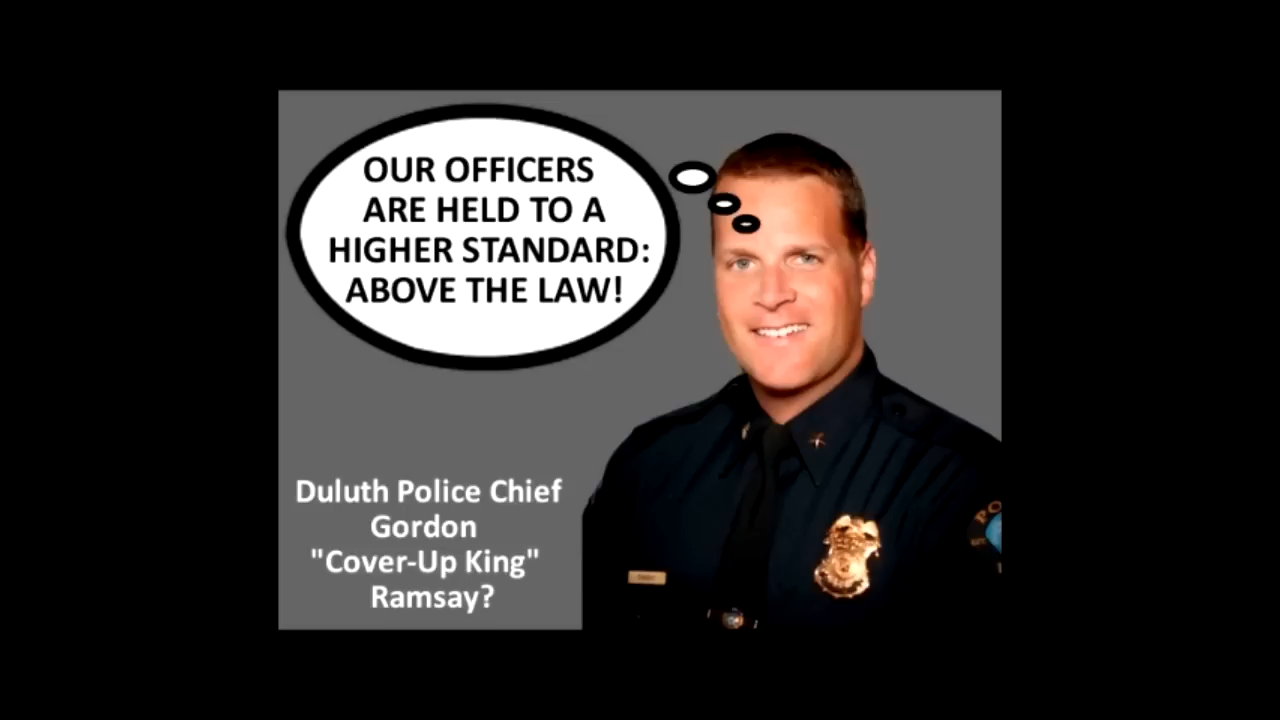 OUR OFFICERS
ARE HELD TO A
HIGHER STANDARD:
ABOVE THE LAW!
Duluth Police Chief
Gordon
"Cover-Up King"
Ramsay?